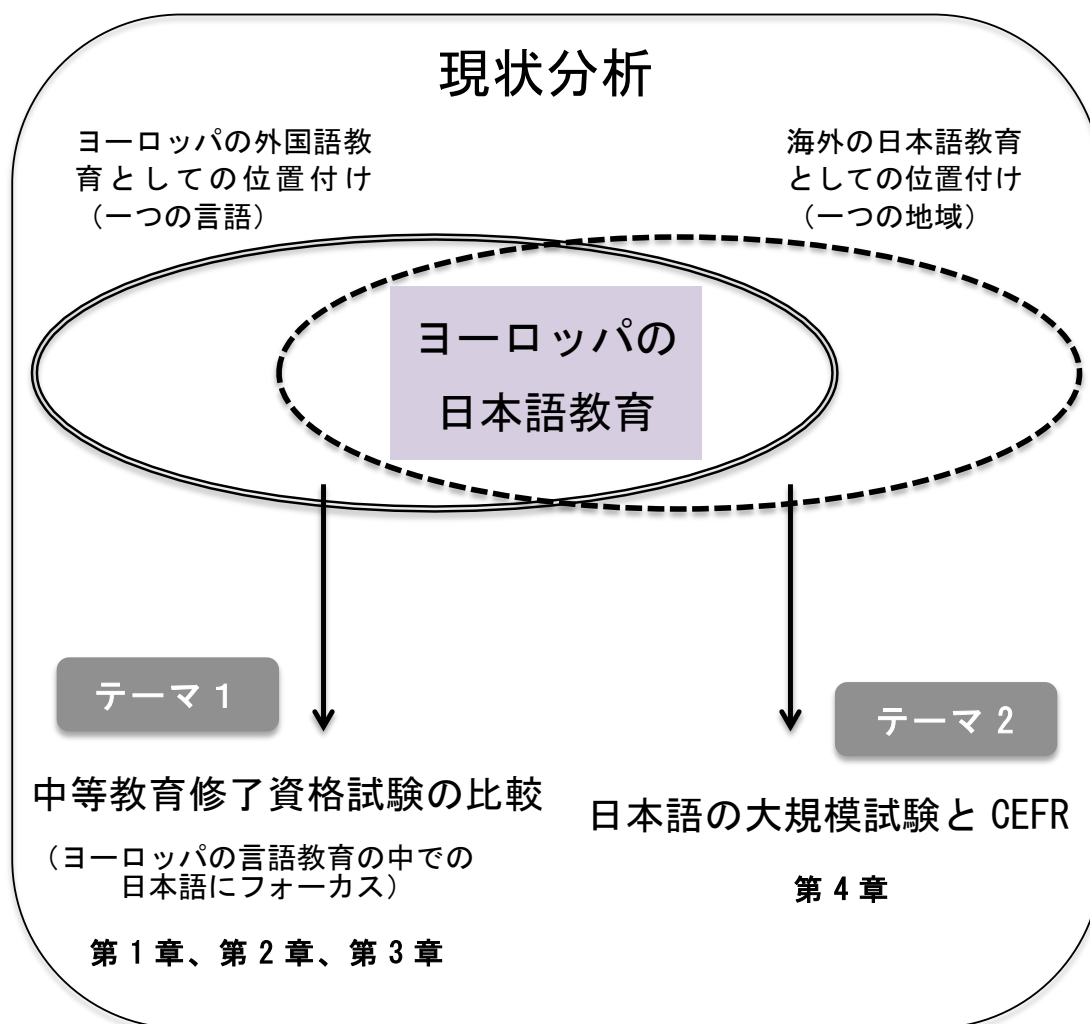 現状分析
ヨーロッパの外国語教
育としての位置付け
（一つの言語）
海外の日本語教育
としての位置付け
（一つの地域）
ヨーロッパの
日本語教育
テーマ 1
中等教育修了資格試験の比較
（ヨーロッパの言語教育の中での
日本語にフォーカス）
第 1 章、第 2 章、第 3 章
テーマ 2
日本語の大規模試験と CEFR
第 4 章